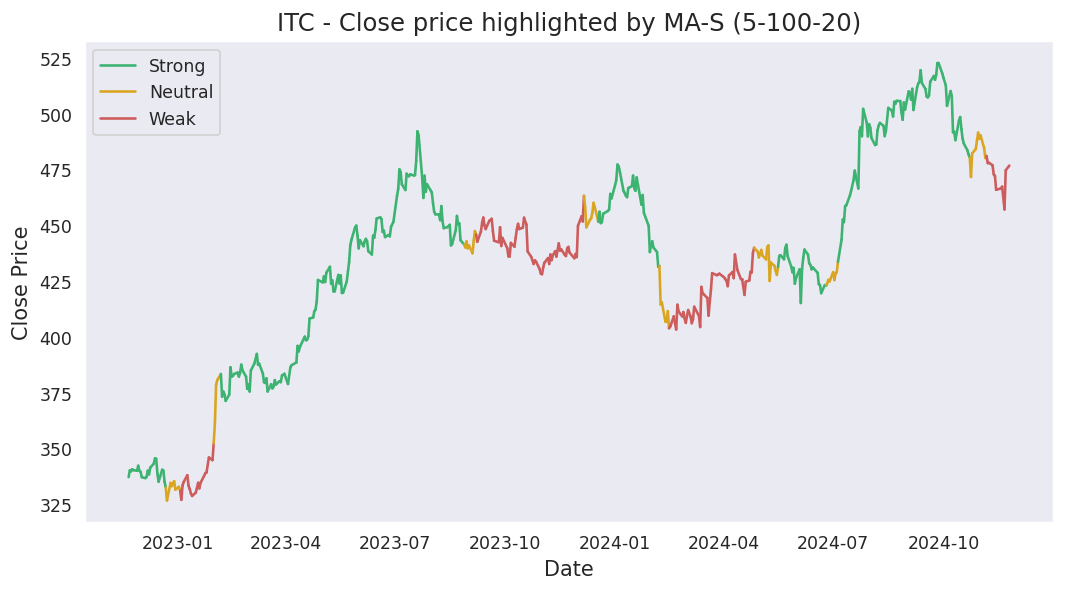 ITC - Close price highlighted by MA-S (5-100-20)
Strong
Neutral
Weak
Close Price
525
500
475
450
425
400
375
350
325
2023-01 2023-04 2023-07 2023-10 2024-01 2024-04 2024-07 2024-10
Date